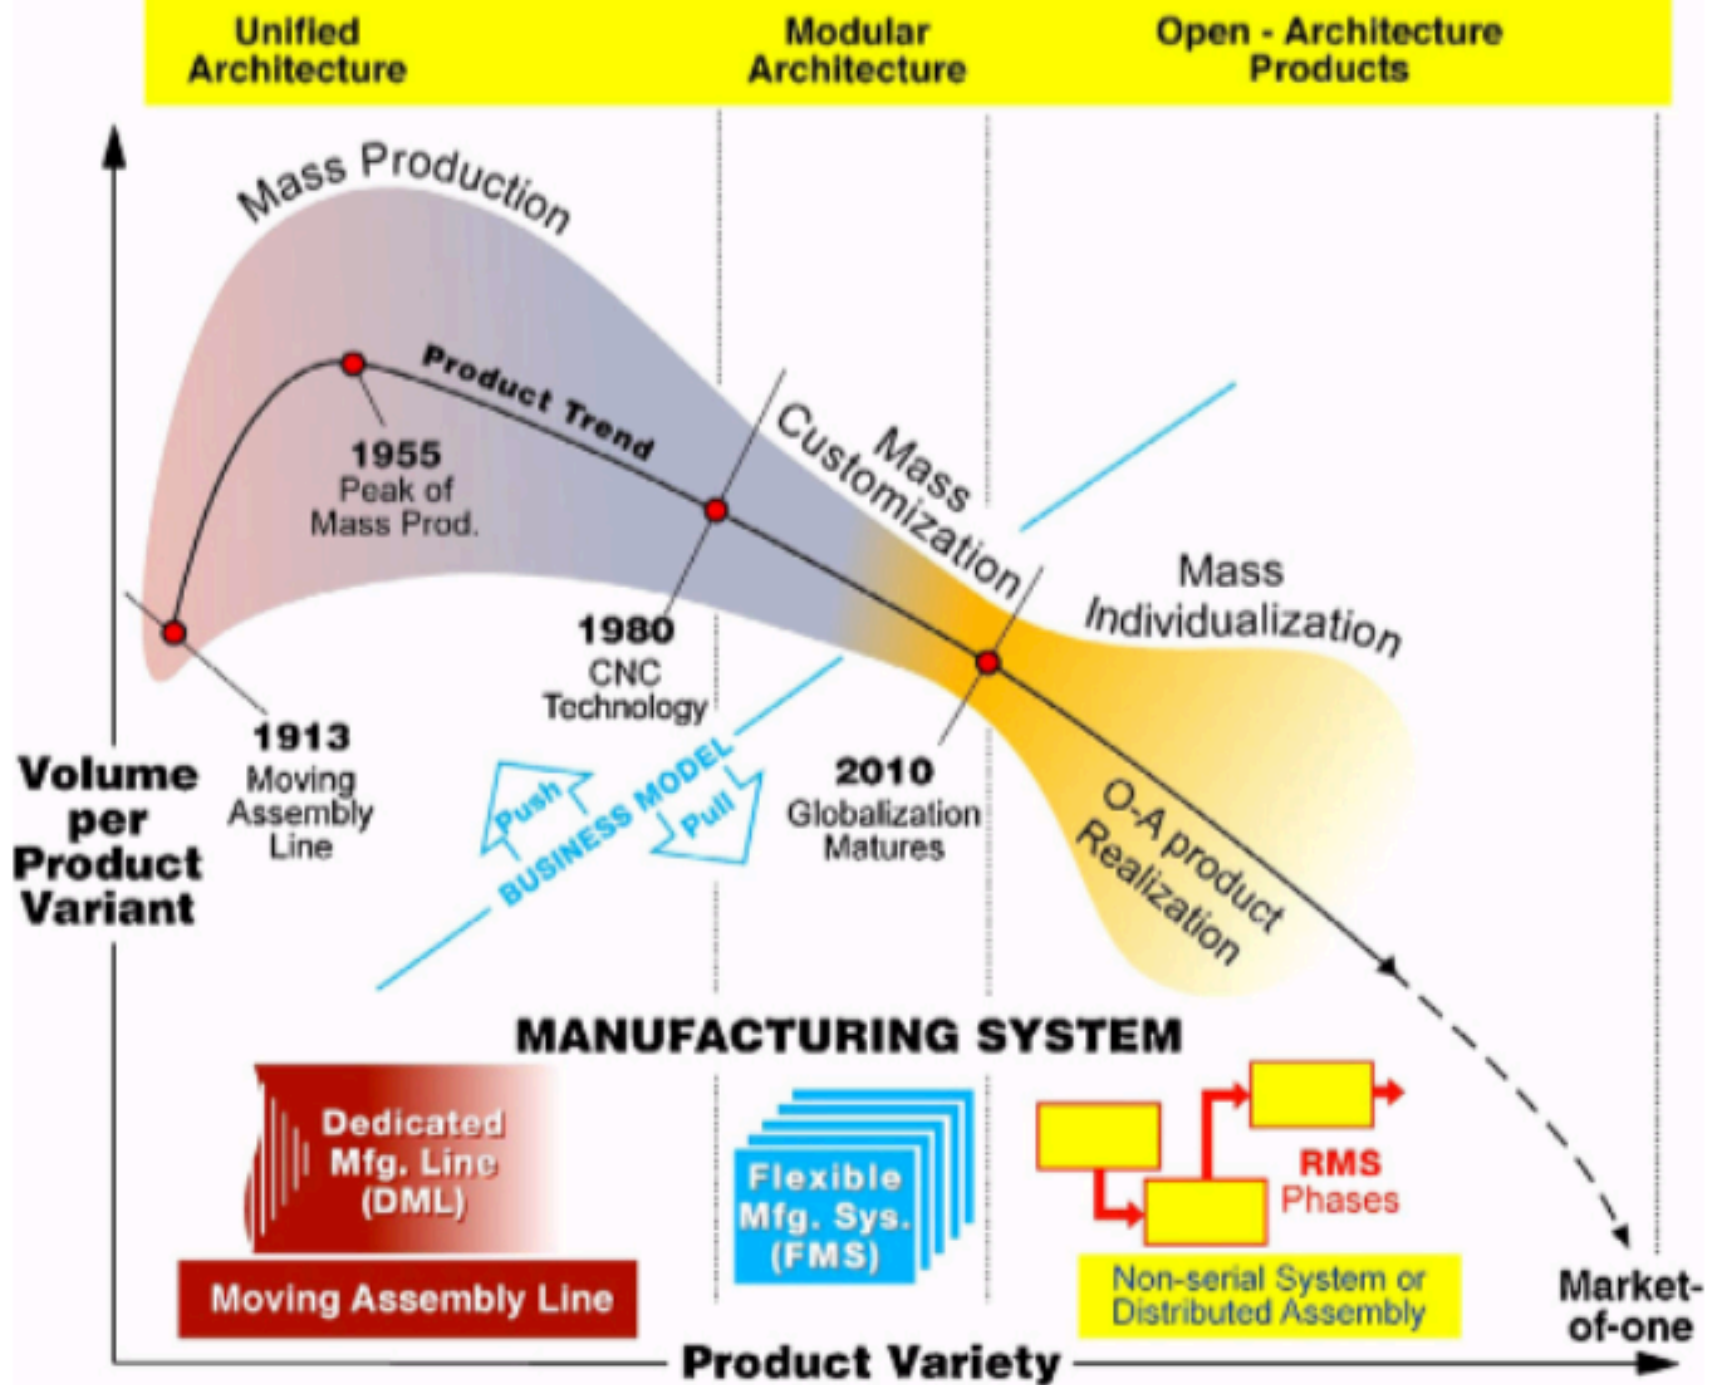 Unified
Architecture
Modular
Architecture
Open - Architecture
Products
Mass Production
Product Trend
1955
Peak of
Mass Prod.
Mass
Customization
Mass
Individualization
1980
CNC
Technology
1913
Moving
Assembly
Line
Volume
per
Product
Variant
Push
BUSINESS MODEL
Pull
2010
Globalization
Matures
O-A product
Realization
MANUFACTURING SYSTEM
Dedicated
Mfg. Line
(DML)
Moving Assembly Line
Flexible
Mfg. Sys.
(FMS)
RMS
Phases
Non-serial System or
Distributed Assembly
Market-
of-one
Product Variety